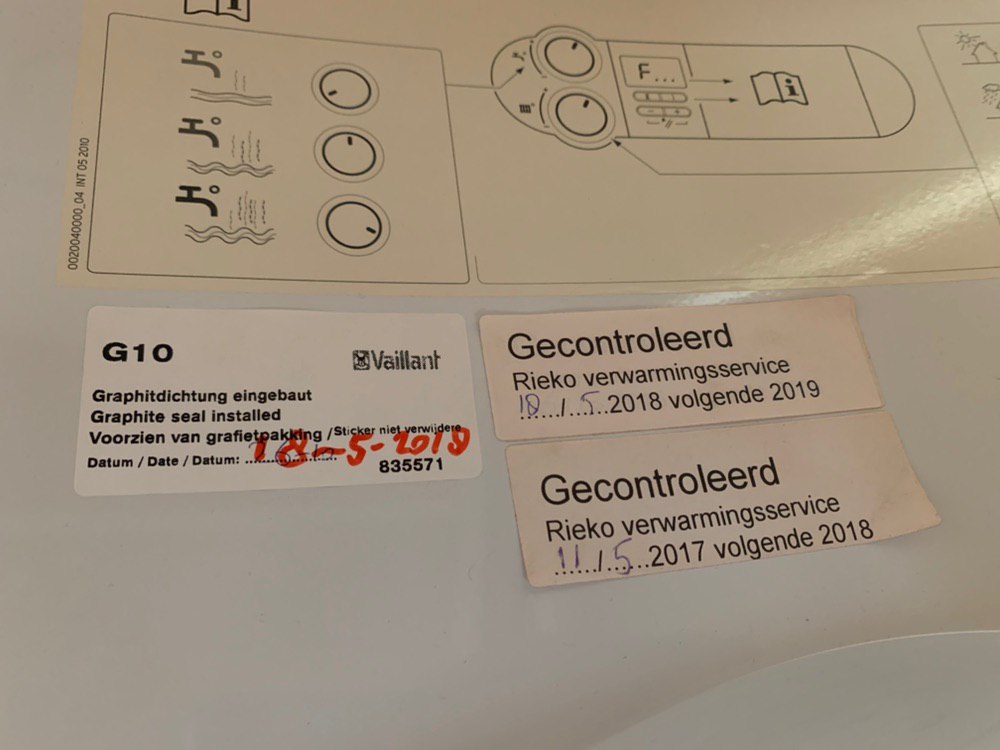 0020040000_04 INT 05 2010
F...
G10
Vaillant
Graphitdichtung eingebaut
Graphite seal installed
Voorzien van grafietpakking /Sticker niet verwijdere
Datum / Date / Datum: 18-5-2018
835571
Gecontroleerd
Rieko verwarmingsservice
18/5 2018 volgende 2019
Gecontroleerd
Rieko verwarmingsservice
11/5 2017 volgende 2018